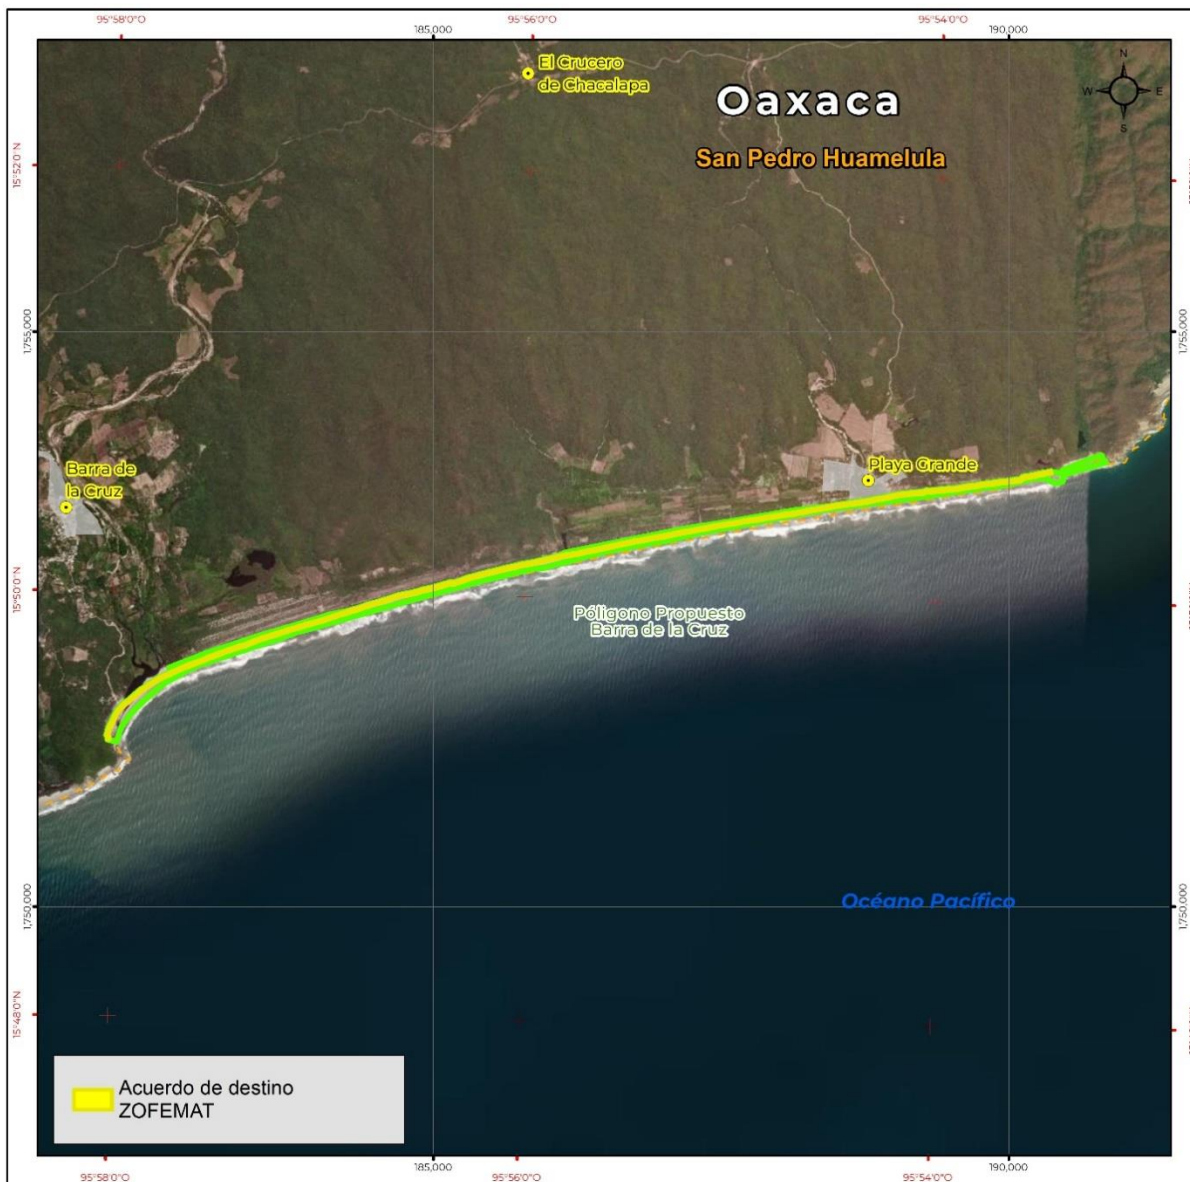 95°58'0"O
95°56'0"O
95°54'0"O
185,000
190,000
El Crucero
de Chacalapa
Oaxaca
San Pedro Huamelula
N
W
E
S
15°52'0"N
1,755,000
1,755,000
Barra de
la Cruz
Playa Grande
15°50'0"N
Póligono Propuesto
Barra de la Cruz
Océano Pacífico
1,750,000
1,750,000
15°48'0"N
Acuerdo de destino
ZOFEMAT
185,000
190,000
95°58'0"O
95°56'0"O
95°54'0"O